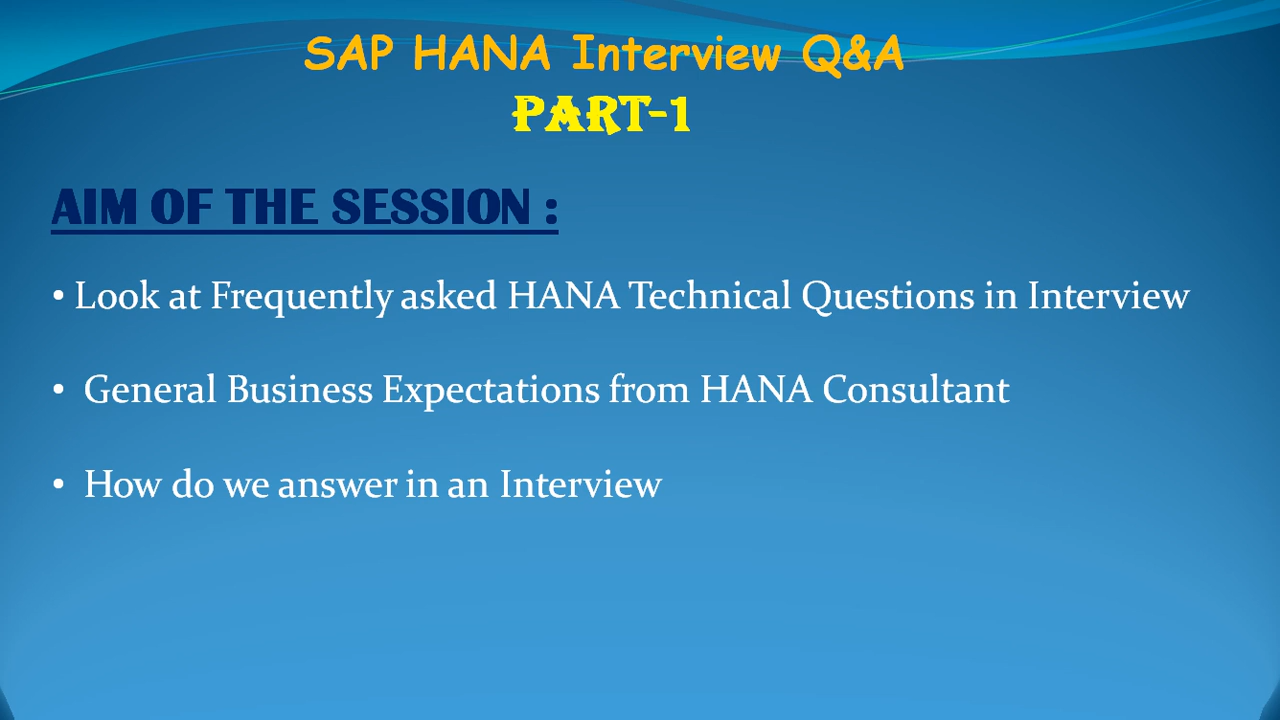 SAP HANA Interview Q&A
PART-1
AIM OF THE SESSION :
• Look at Frequently asked HANA Technical Questions in Interview
• General Business Expectations from HANA Consultant
• How do we answer in an Interview